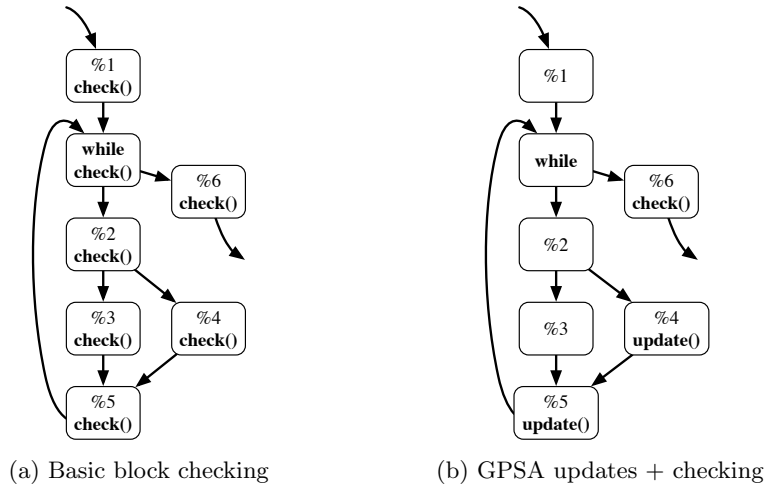 %1
check()
while
check()
%6
check()
%2
check()
%3
check()
%4
check()
%5
check()
(a) Basic block checking
%1
while
%6
check()
%2
%3
%4
update()
%5
update()
(b) GPSA updates + checking